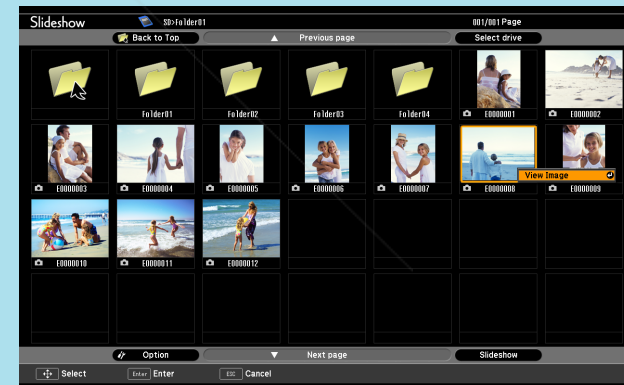 Slideshow SD>Folder01 001/001 Page
Back to Top Previous page Select drive
Folder01 Folder02 Folder03 Folder04 E0000001 E0000002
E0000003 E0000004 E0000005 E0000006 E0000007 E0000008 E0000009
View Image
E0000010 E0000011 E0000012
Option Next page Slideshow
Select Enter Enter ESC Cancel